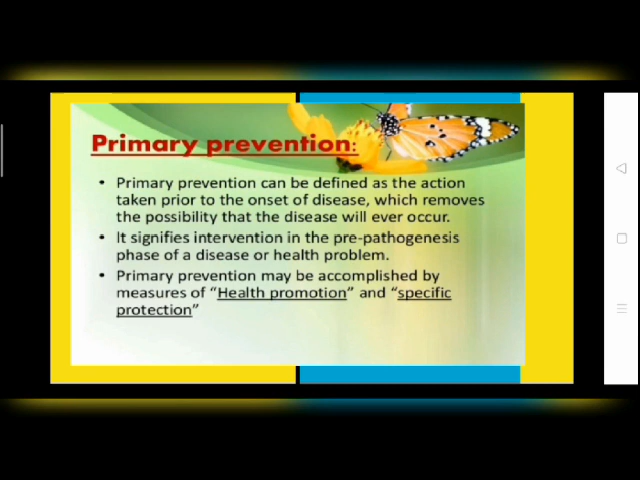 Primary prevention:
• Primary prevention can be defined as the action
taken prior to the onset of disease, which removes
the possibility that the disease will ever occur.
• It signifies intervention in the pre-pathogenesis
phase of a disease or health problem.
• Primary prevention may be accomplished by
measures of “Health promotion” and “specific
protection”